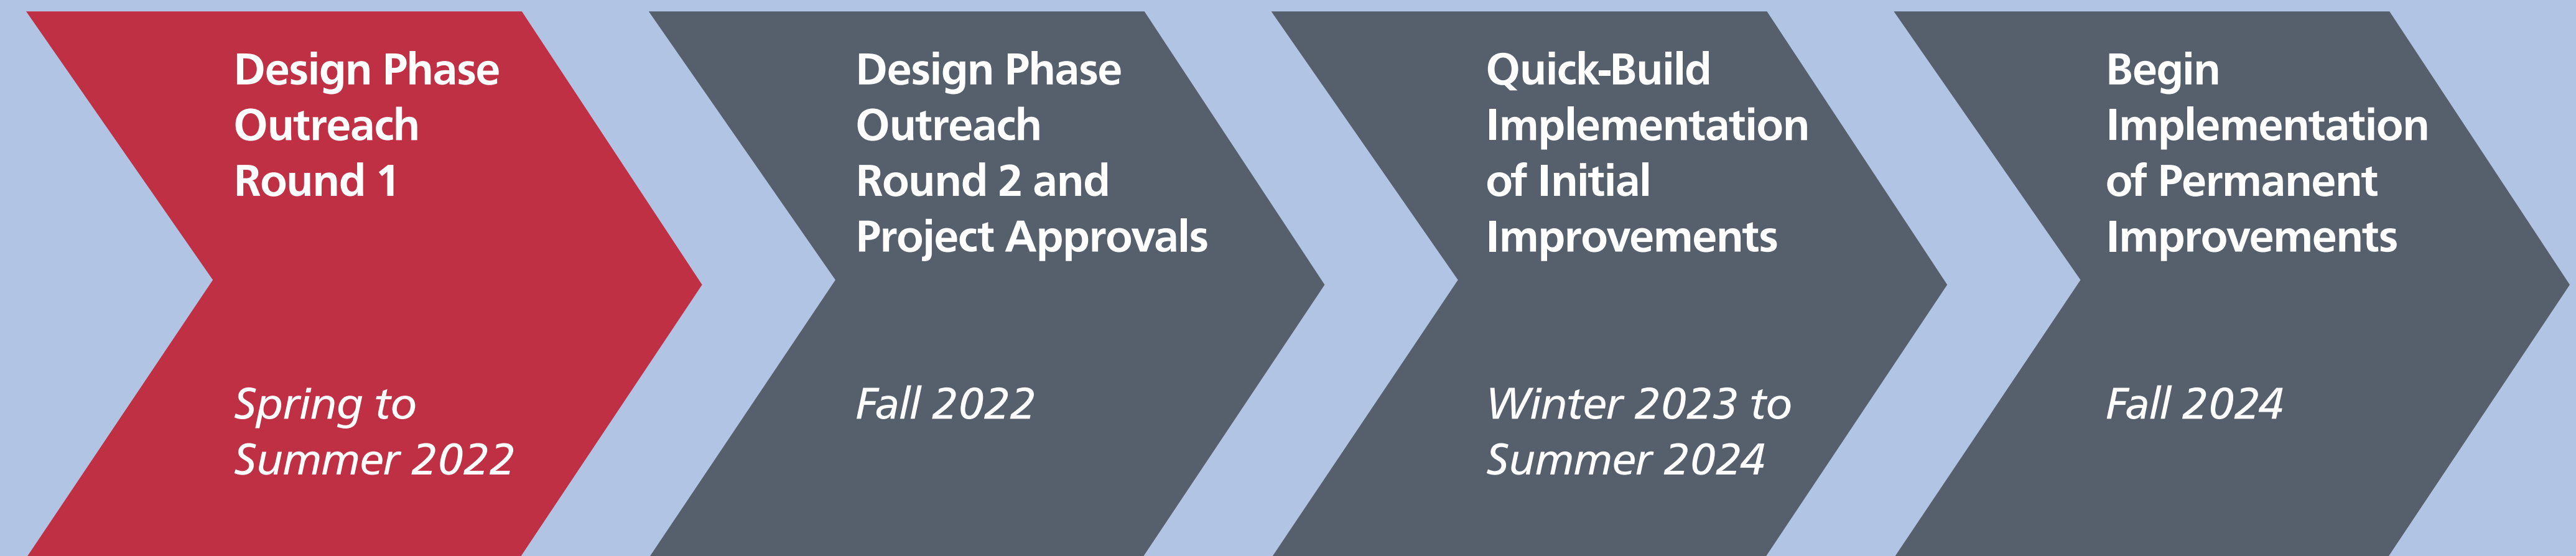 Design Phase
Outreach
Round 1
Spring to
Summer 2022
Design Phase
Outreach
Round 2 and
Project Approvals
Fall 2022
Quick-Build
Implementation
of Initial
Improvements
Winter 2023 to
Summer 2024
Begin
Implementation
of Permanent
Improvements
Fall 2024